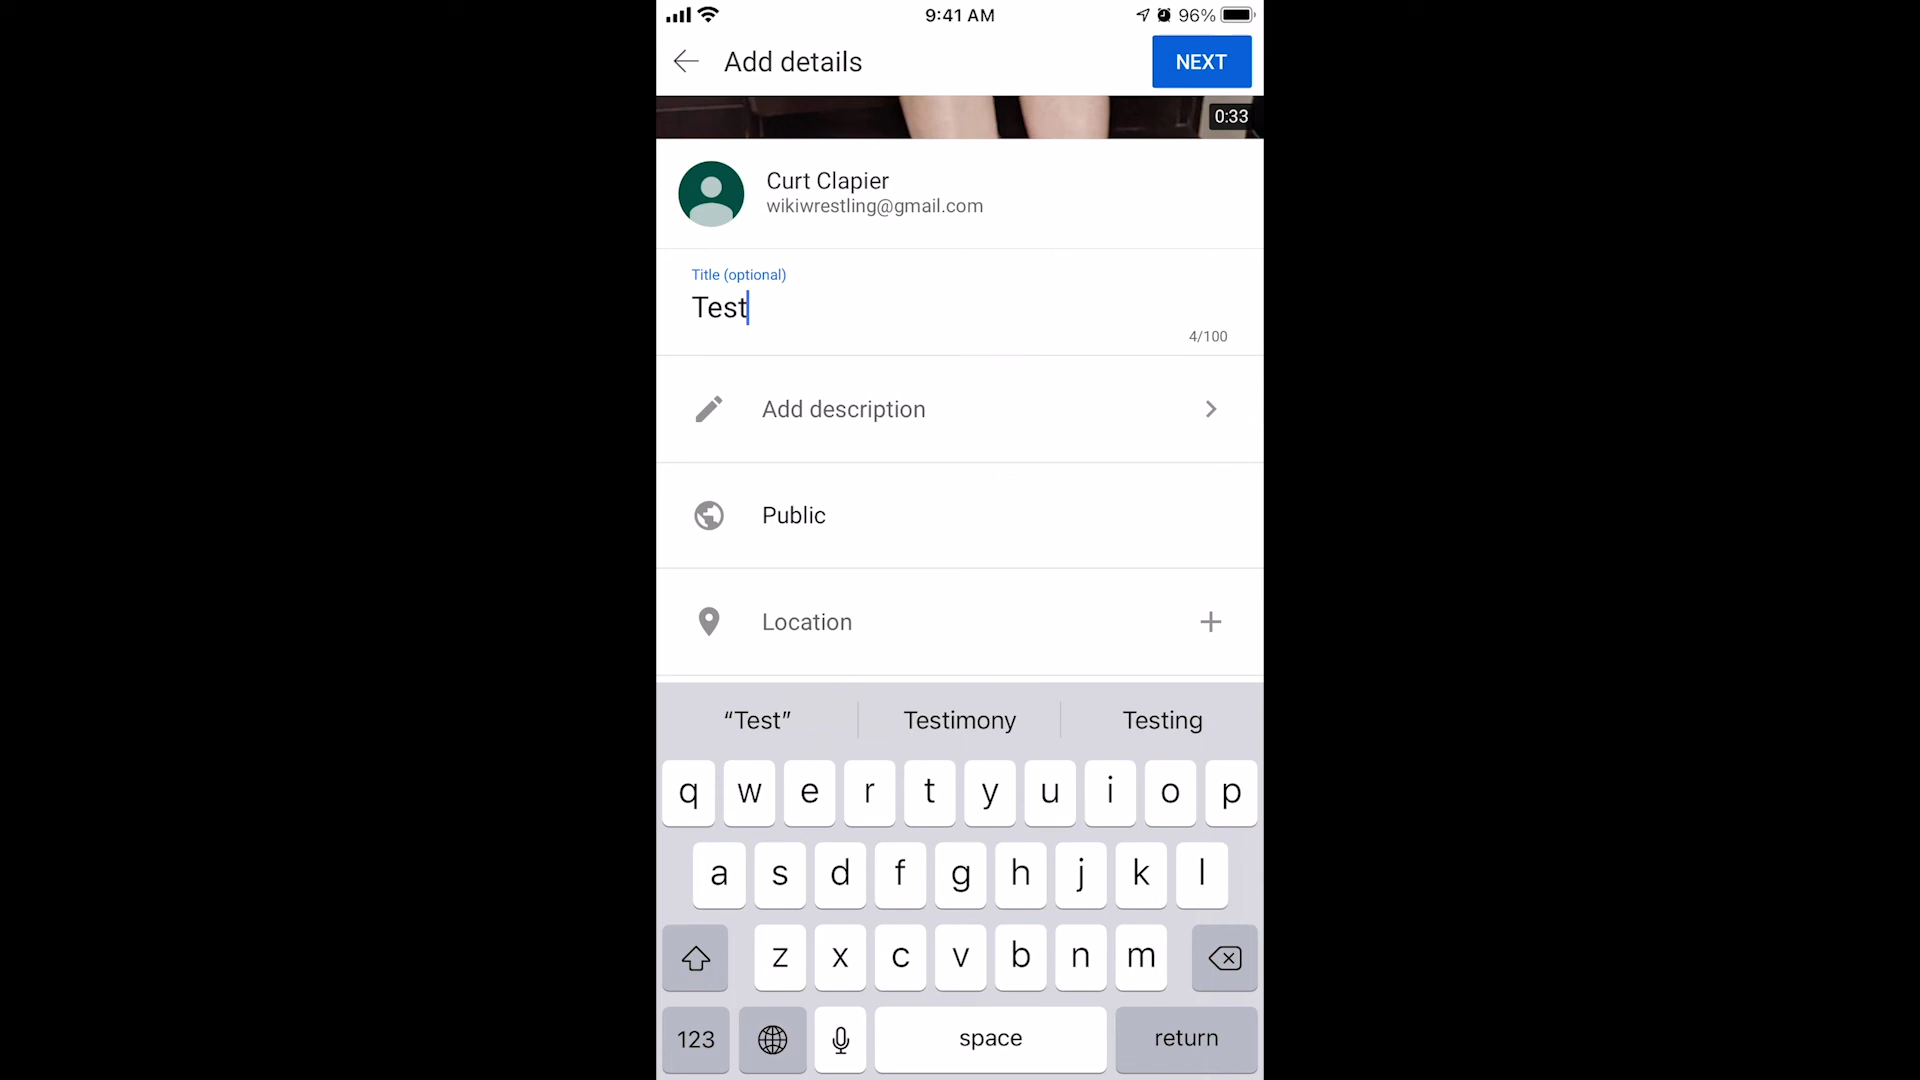 9:41 AM 96%
Add details NEXT
0:33
Curt Clapier
wikiwrestling@gmail.com
Title (optional)
Test
4/100
Add description
Public
Location
“Test” Testimony Testing
q w e r t y u i o p
a s d f g h j k l
z x c v b n m
123 space return